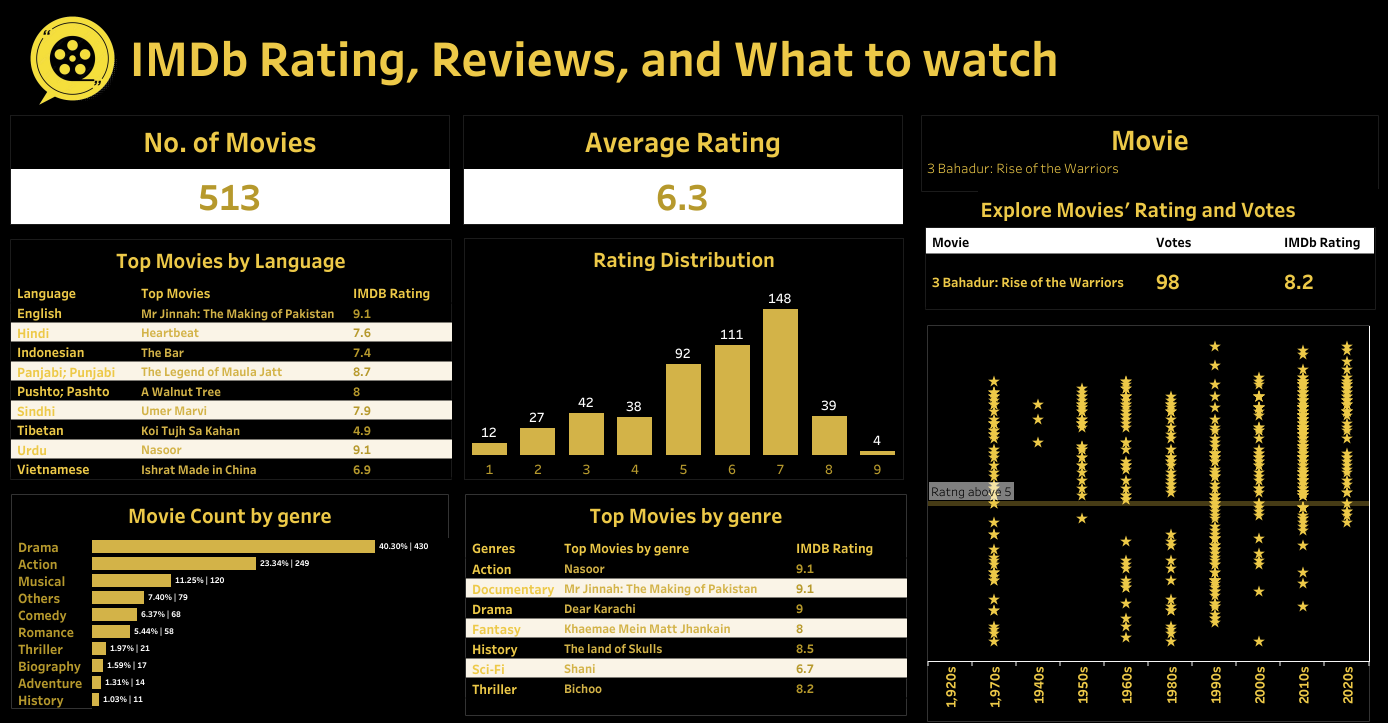 IMDb Rating, Reviews, and What to watch
No. of Movies
513
Average Rating
6.3
Movie
3 Bahadur: Rise of the Warriors
Explore Movies’ Rating and Votes
Movie Votes IMDb Rating
3 Bahadur: Rise of the Warriors 98 8.2
Top Movies by Language
Language Top Movies IMDB Rating
English Mr Jinnah: The Making of Pakistan 9.1
Hindi Heartbeat 7.6
Indonesian The Bar 7.4
Panjabi; Punjabi The Legend of Maula Jatt 8.7
Pushto; Pashto A Walnut Tree 8
Sindhi Umer Marvi 7.9
Tibetan Koi Tujh Sa Kahan 4.9
Urdu Nasoor 9.1
Vietnamese Ishrat Made in China 6.9
Rating Distribution
12 27 42 38 92 111 148 39 4
1 2 3 4 5 6 7 8 9
Ratng above 5
1,920s 1,970s 1940s 1950s 1960s 1980s 1990s 2000s 2010s 2020s
Movie Count by genre
Drama 40.30% | 430
Action 23.34% | 249
Musical 11.25% | 120
Others 7.40% | 79
Comedy 6.37% | 68
Romance 5.44% | 58
Thriller 1.97% | 21
Biography 1.59% | 17
Adventure 1.31% | 14
History 1.03% | 11
Top Movies by genre
Genres Top Movies by genre IMDB Rating
Action Nasoor 9.1
Documentary Mr Jinnah: The Making of Pakistan 9.1
Drama Dear Karachi 9
Fantasy Khaemae Mein Matt Jhankain 8
History The land of Skulls 8.5
Sci-Fi Shani 6.7
Thriller Bichoo 8.2